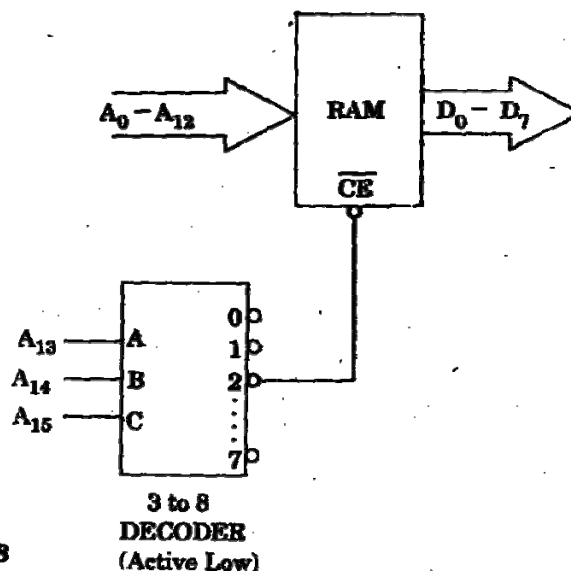 A₀ – A₁₂
RAM
D₀ – D₇
CE
0
A₁₃
A
1
A₁₄
B
2
A₁₅
C
7
3 to 8
DECODER
(Active Low)
8